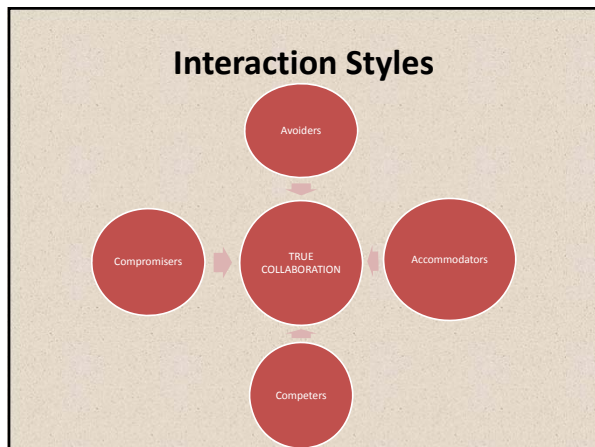 Interaction Styles
Avoiders
Compromisers
TRUE
COLLABORATION
Accommodators
Competers